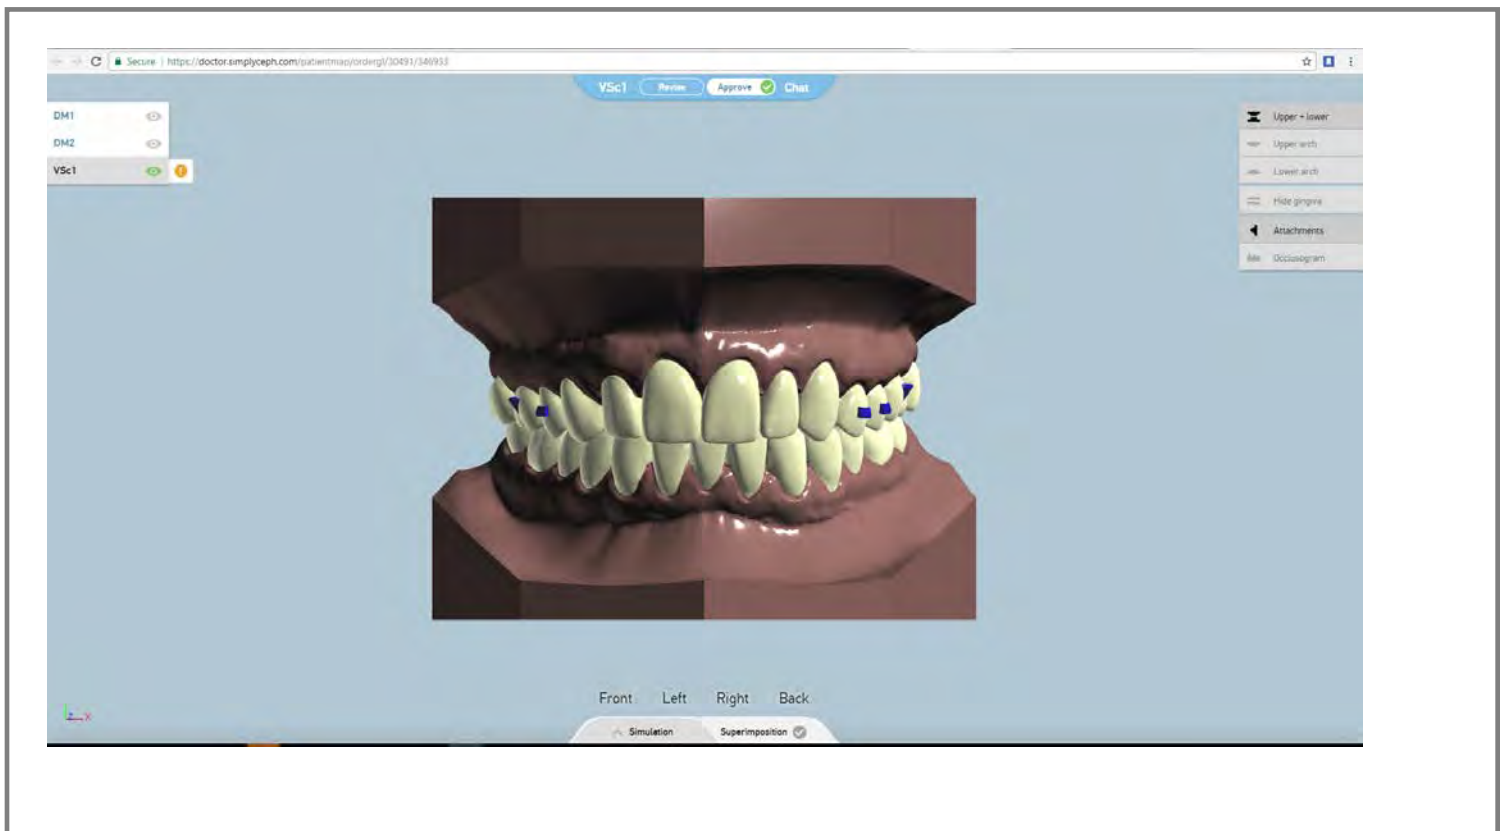 Secure | https://doctor.simplyceph.com/patientmap/ordergl/30491/346933
VSc1 Review Approve Chat
DM1
DM2
VSc1
Upper + lower
Upper arch
Lower arch
Hide gingiva
Attachments
Occlusogram
Front Left Right Back
X
Simulation Superimposition